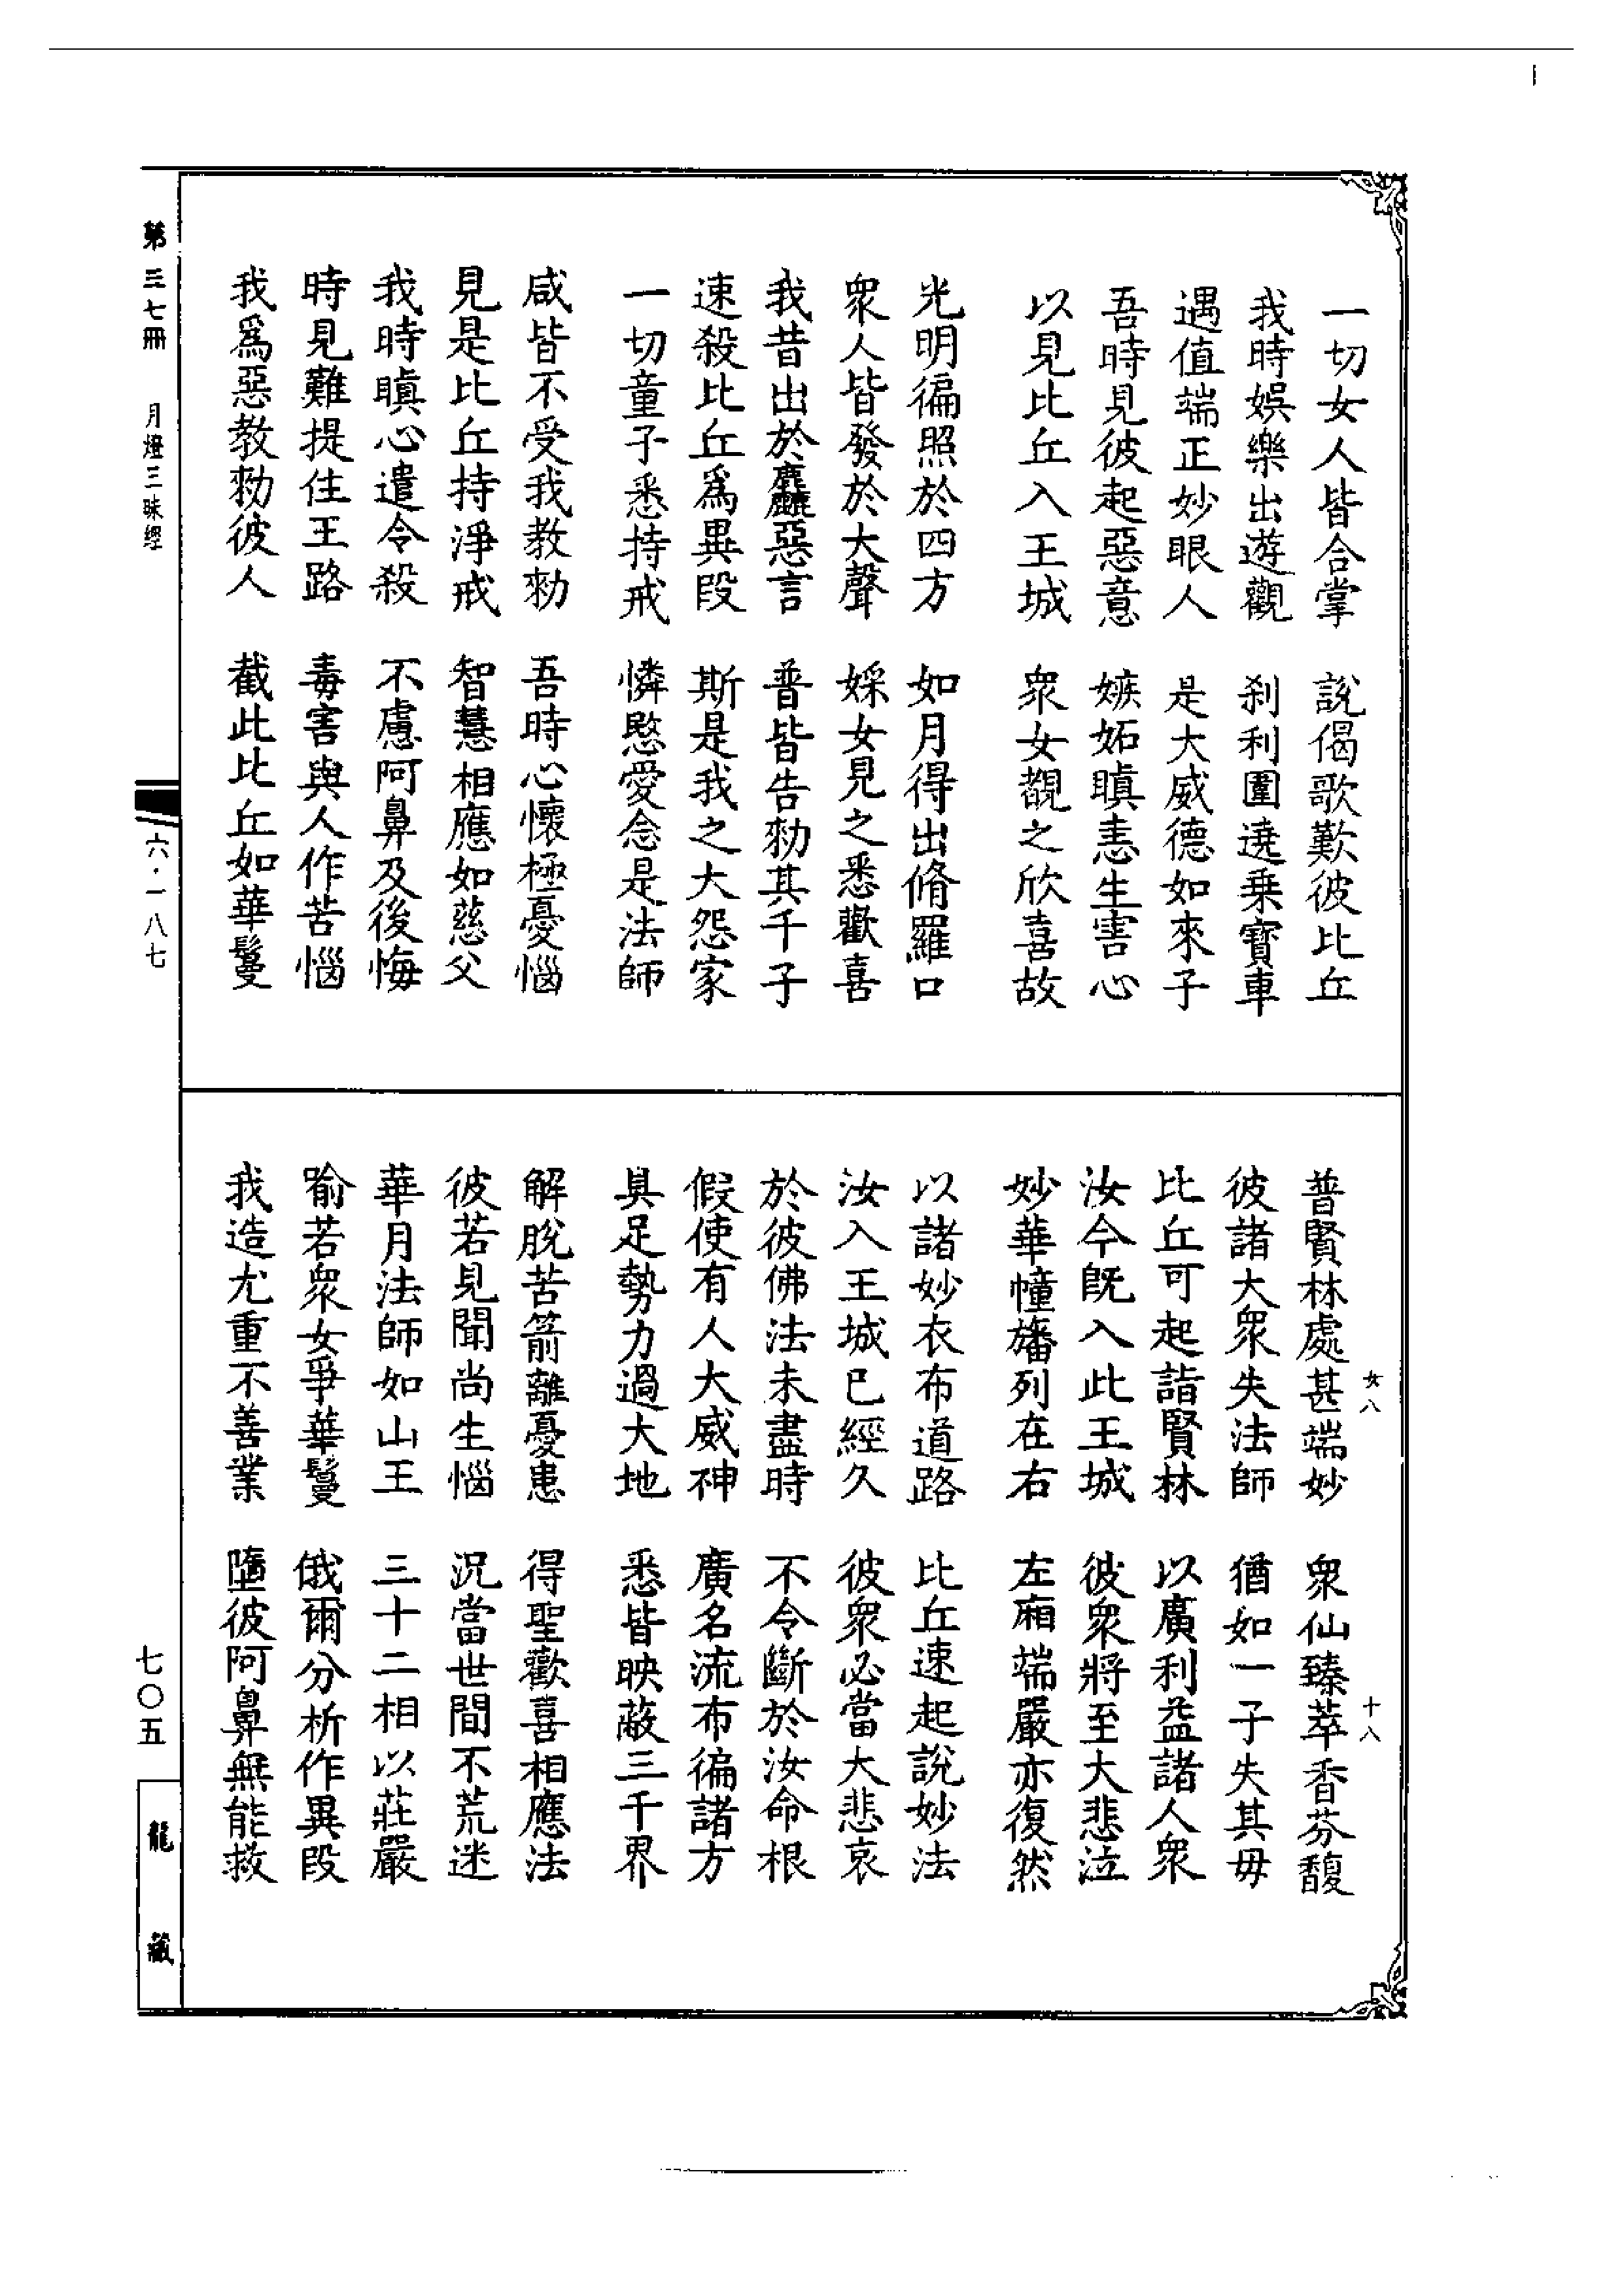 一切女人皆合掌　說偈歌歎彼比丘
我時娛樂出遊觀　剎利圍遶乘寶車
遇值端正妙眼人　是大威德如來子
吾時見彼起惡意　嫉妬瞋恚生害心
以見比丘入王城　衆女覩之欣喜故
光明徧照於四方　如月得出脩羅口
衆人皆發於大聲　婇女見之悉歡喜
我昔出於麤惡言　普皆告勑其千子
速殺比丘爲異段　斯是我之大怨家
一切童子悉持戒　憐愍愛念是法師
咸皆不受我教勑　吾時心懷極憂惱
見是比丘持淨戒　智慧相應如慈父
我時瞋心遣令殺　不慮阿鼻及後悔
時見難提住王路　毒害與人作苦惱
我爲惡教勑彼人　截此比丘如華鬘
普賢林處甚端妙　衆仙臻萃香芬馥
彼諸大衆失法師　猶如一子失其母
比丘可起詣賢林　以廣利益諸人衆
汝今既入此王城　彼衆將至大悲泣
妙華幢旛列在右　左廂端嚴亦復然
以諸妙衣布道路　比丘速起說妙法
汝入王城已經久　彼衆必當大悲哀
於彼佛法未盡時　不令斷於汝命根
假使有人大威神　廣名流布徧諸方
具足勢力過大地　悉皆映蔽三千界
解脫苦箭離憂患　得聖歡喜相應法
彼若見聞尚生惱　況當世間不荒迷
華月法師如山王　三十二相以莊嚴
喻若衆女爭華鬘　俄爾分析作異段
我造尤重不善業　墮彼阿鼻無能救
女八　十八
第三七冊　月燈三昧經
六·一八七
七〇五
龍藏